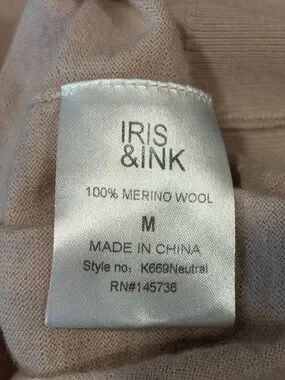 IRIS
&INK
100% MERINO WOOL
M
MADE IN CHINA
Style no: K669Neutral
RN#145736